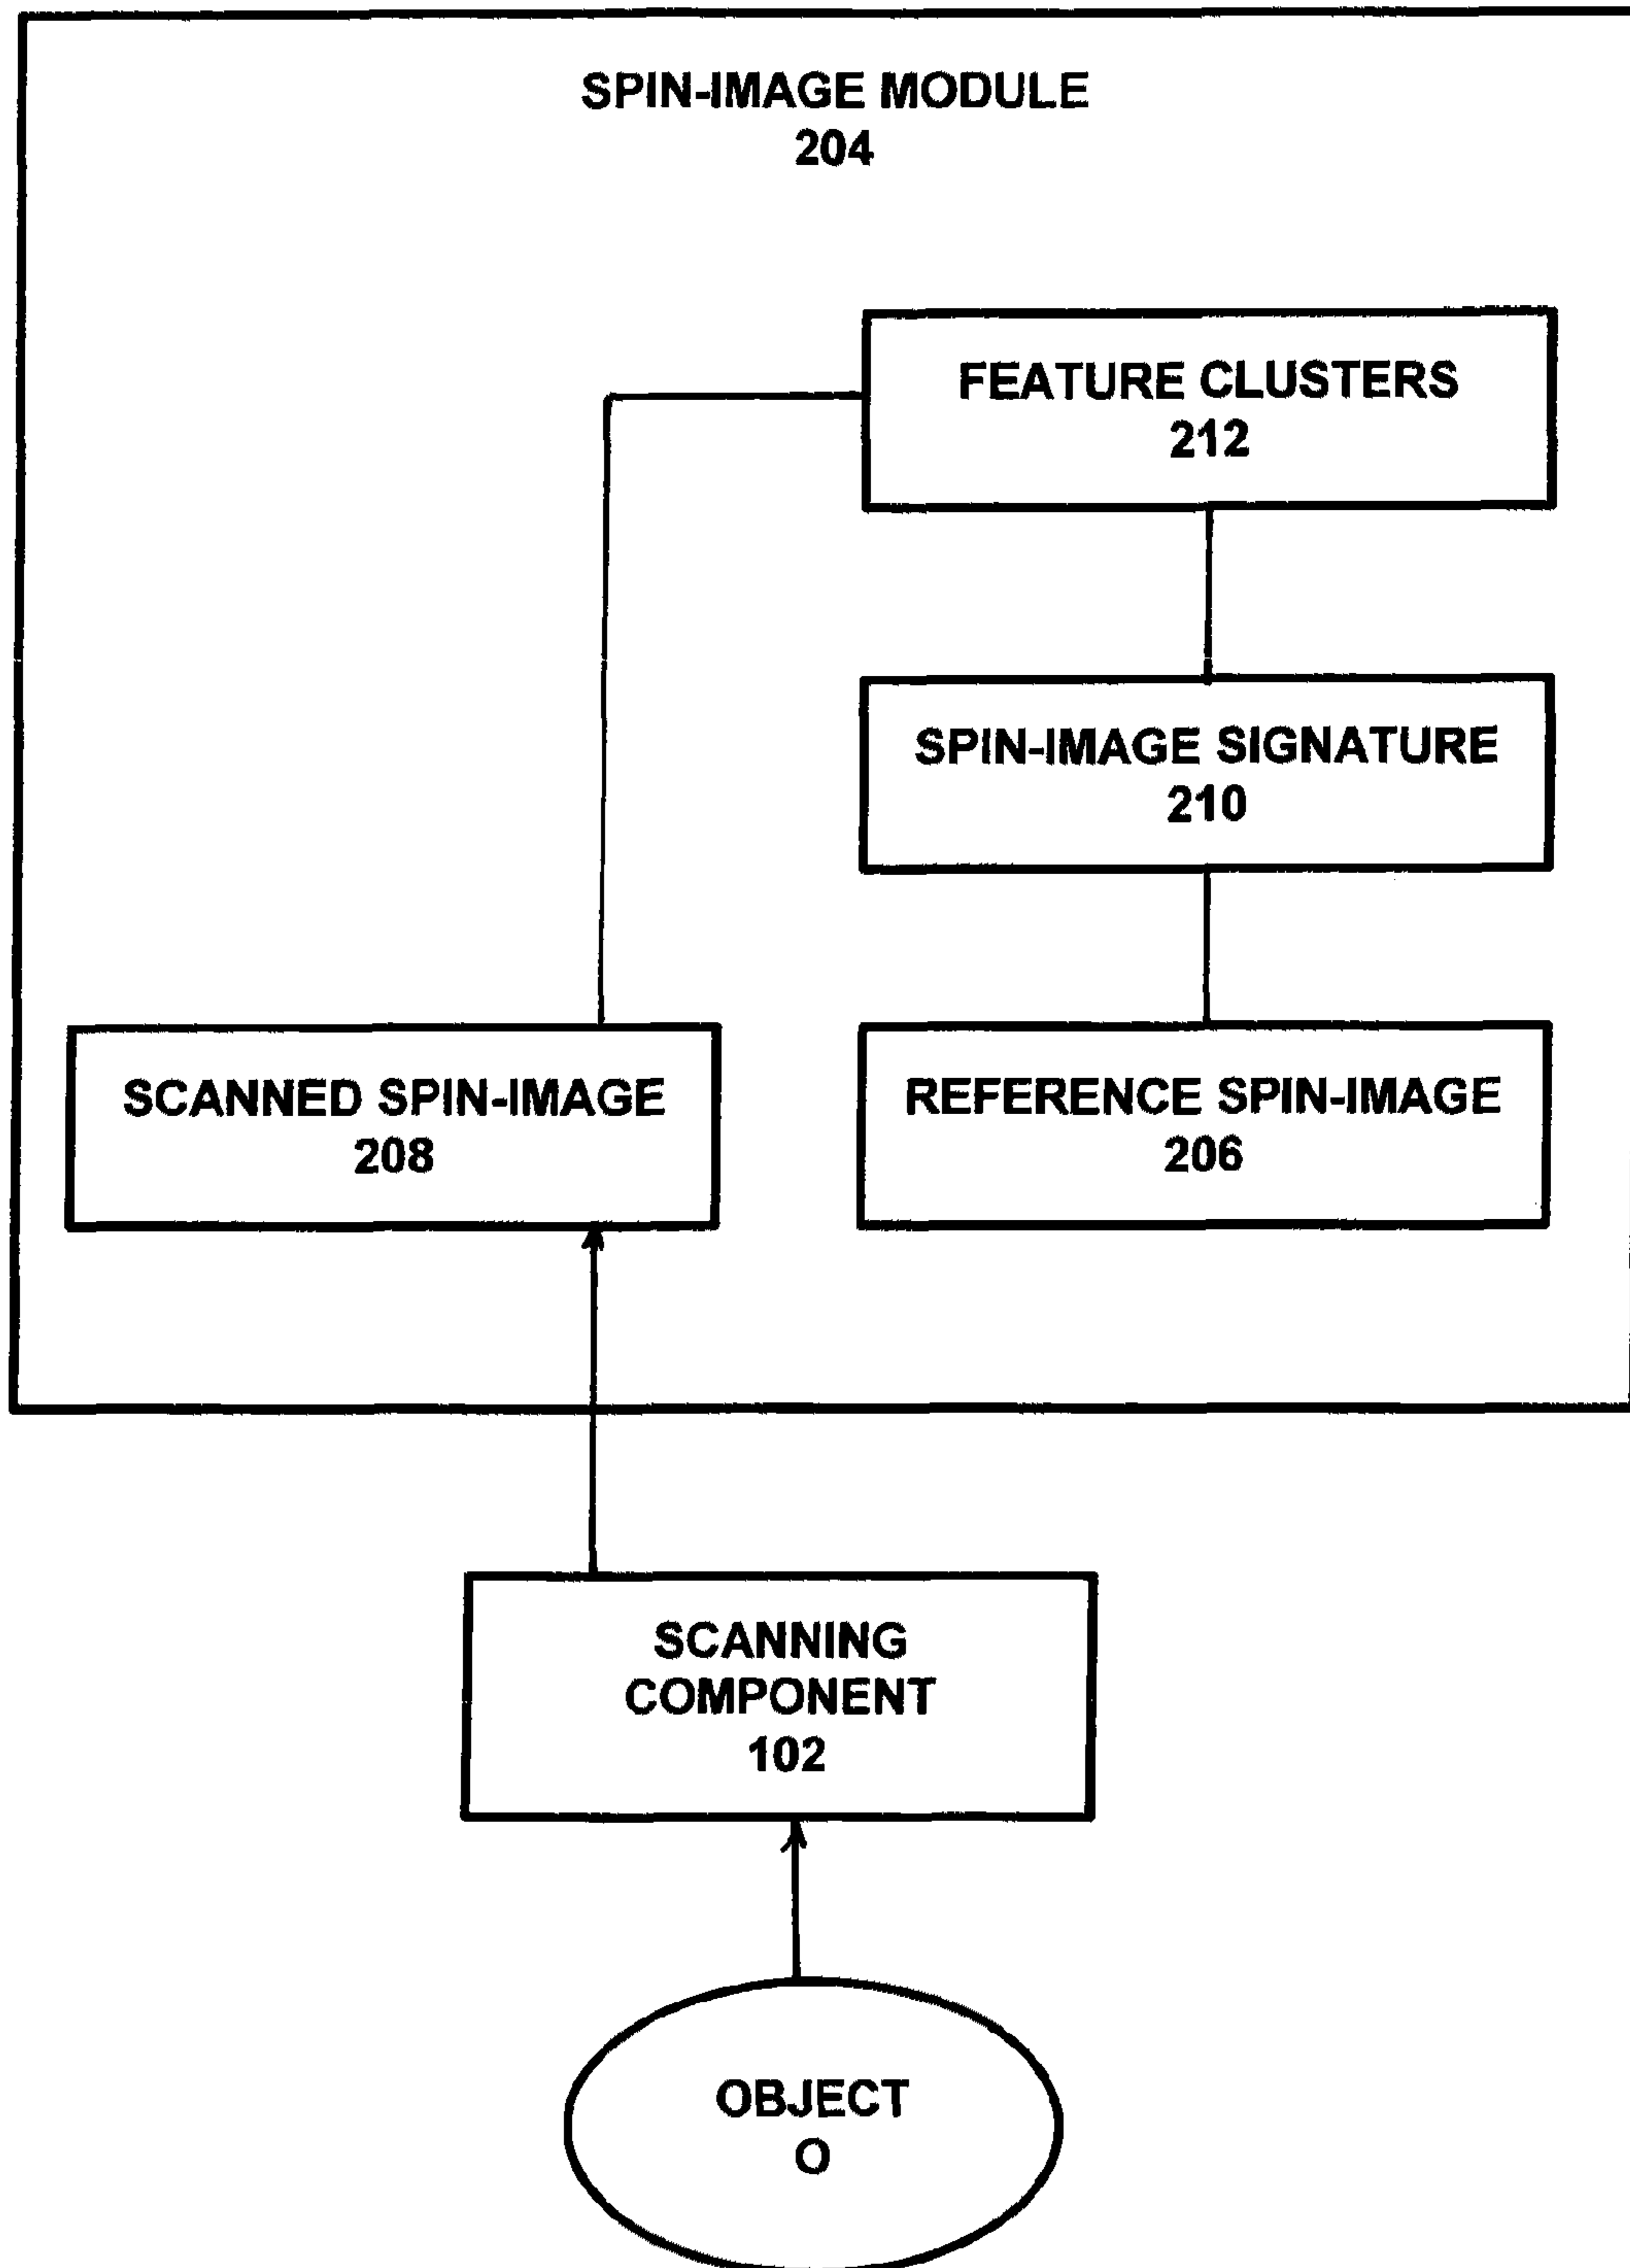 SPIN-IMAGE MODULE
204
FEATURE CLUSTERS
212
SPIN-IMAGE SIGNATURE
210
SCANNED SPIN-IMAGE
208
REFERENCE SPIN-IMAGE
206
SCANNING
COMPONENT
102
OBJECT
O